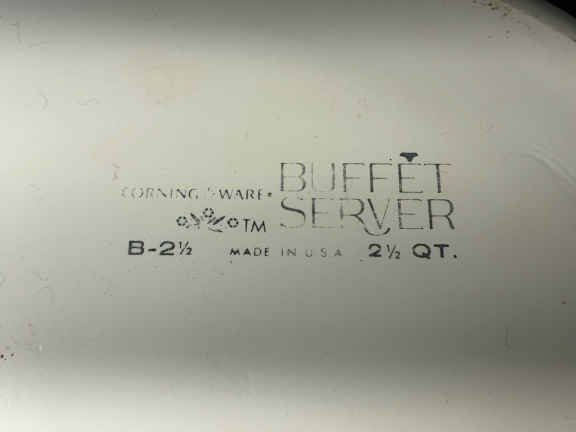 CORNING WARE®
BUFFET
SERVER
TM
B-2½ MADE IN U.S.A. 2½ QT.